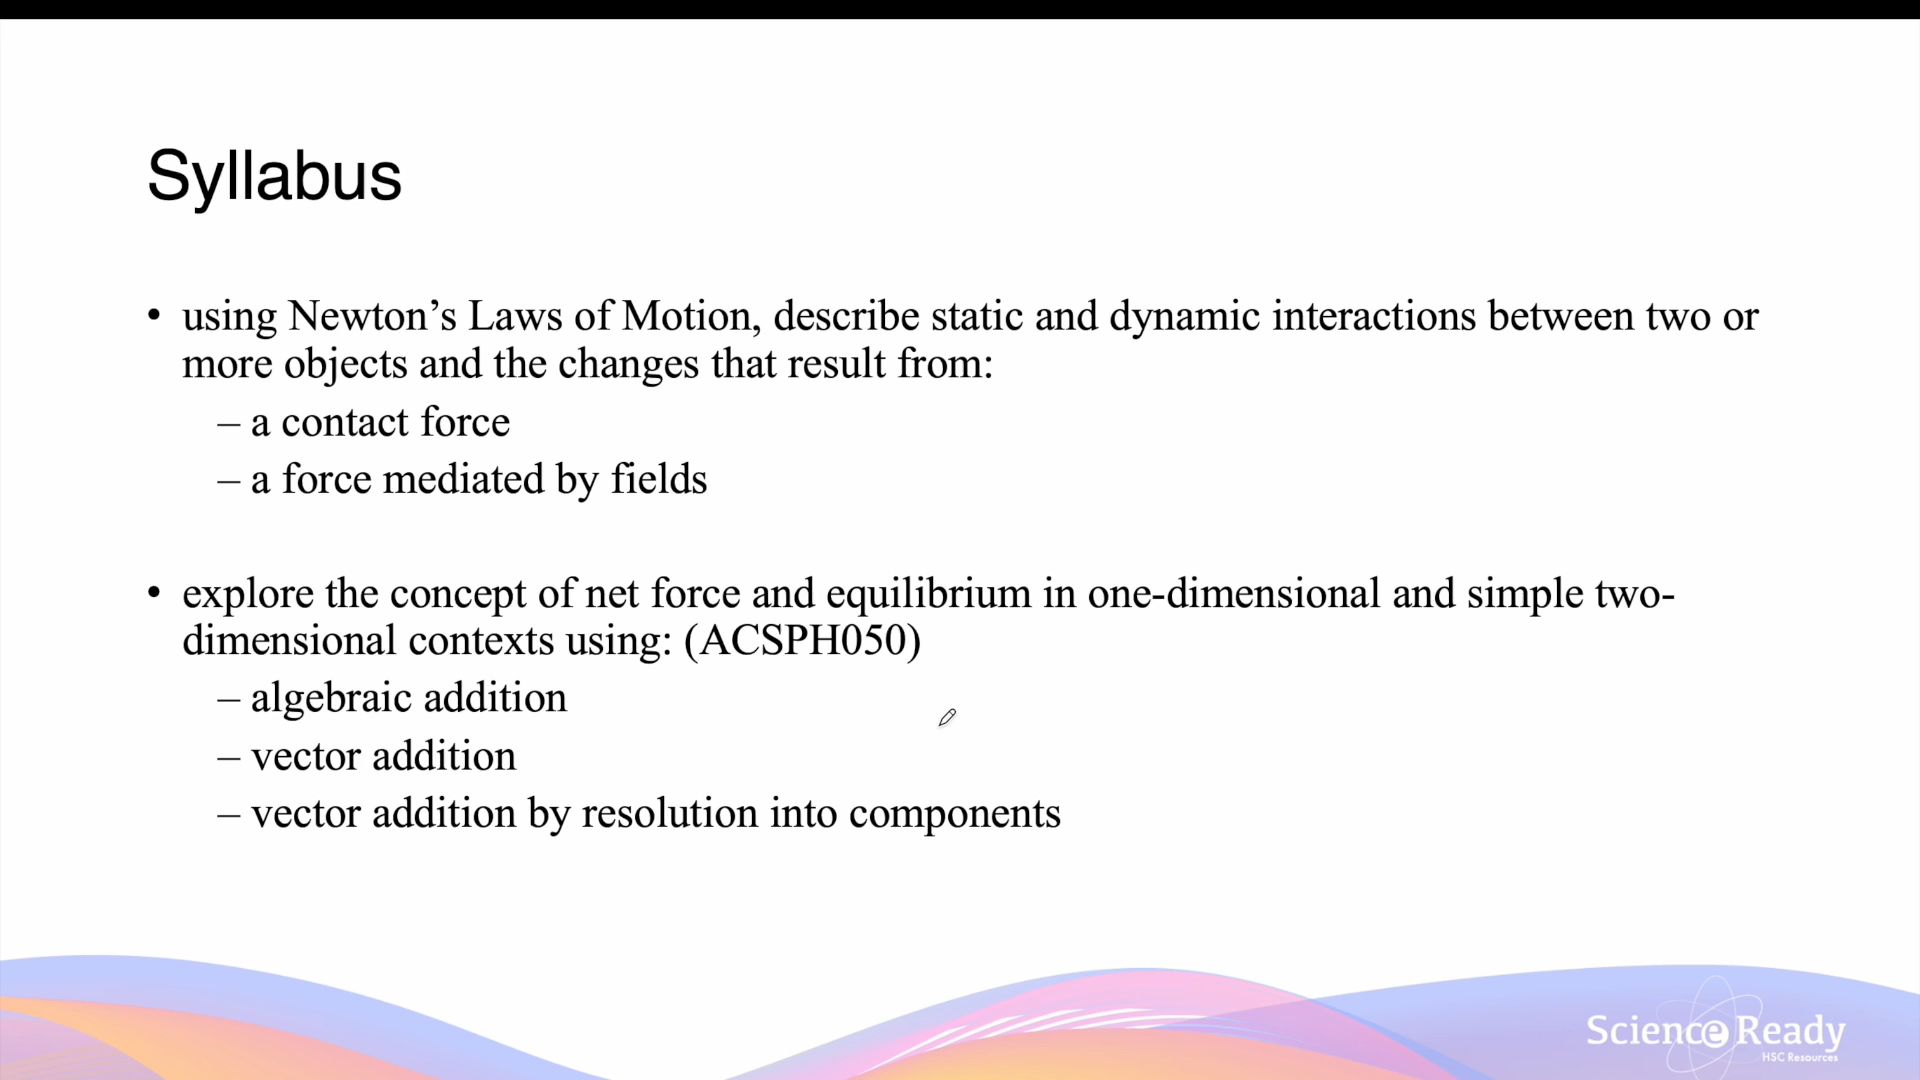 Syllabus
• using Newton’s Laws of Motion, describe static and dynamic interactions between two or
more objects and the changes that result from:
– a contact force
– a force mediated by fields
• explore the concept of net force and equilibrium in one-dimensional and simple two-
dimensional contexts using: (ACSPH050)
– algebraic addition
– vector addition
– vector addition by resolution into components
Science Ready
HSC Resources